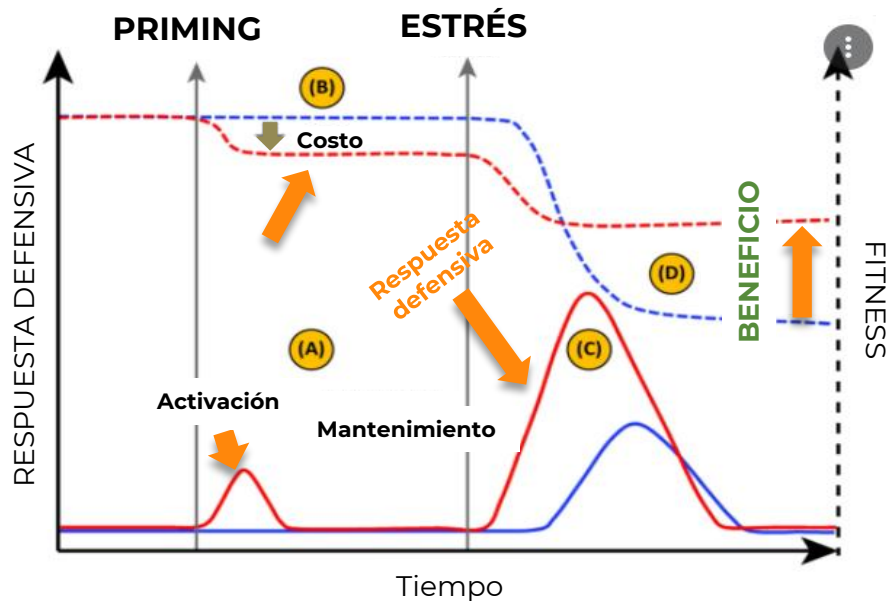 PRIMING
ESTRÉS
(B)
Costo
Respuesta
defensiva
(D)
BENEFICIO
(A)
(C)
Activación
Mantenimiento
RESPUESTA DEFENSIVA
FITNESS
Tiempo